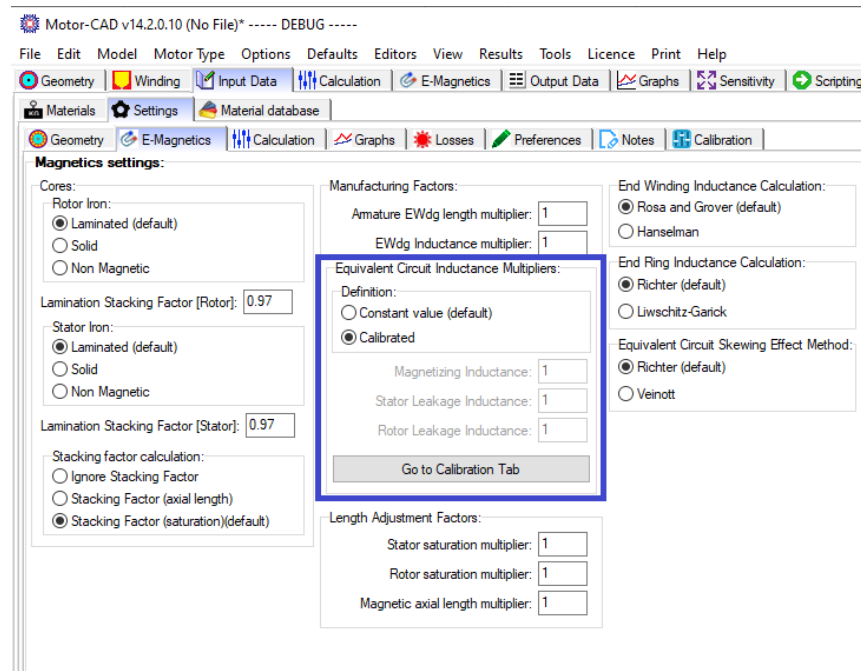 Motor-CAD v14.2.0.10 (No File)* ----- DEBUG -----
File Edit Model Motor Type Options Defaults Editors View Results Tools Licence Print Help
Geometry Winding Input Data Calculation E-Magnetics Output Data Graphs Sensitivity Scripting
Materials Settings Material database
Geometry E-Magnetics Calculation Graphs Losses Preferences Notes Calibration
Magnetics settings:
Cores:
Rotor Iron:
Laminated (default)
Solid
Non Magnetic
Lamination Stacking Factor [Rotor]: 0.97
Stator Iron:
Laminated (default)
Solid
Non Magnetic
Lamination Stacking Factor [Stator]: 0.97
Stacking factor calculation:
Ignore Stacking Factor
Stacking Factor (axial length)
Stacking Factor (saturation)(default)
Manufacturing Factors:
Armature EWdg length multiplier: 1
EWdg Inductance multiplier: 1
Equivalent Circuit Inductance Multipliers:
Definition:
Constant value (default)
Calibrated
Magnetizing Inductance: 1
Stator Leakage Inductance: 1
Rotor Leakage Inductance: 1
Go to Calibration Tab
Length Adjustment Factors:
Stator saturation multiplier: 1
Rotor saturation multiplier: 1
Magnetic axial length multiplier: 1
End Winding Inductance Calculation:
Rosa and Grover (default)
Hanselman
End Ring Inductance Calculation:
Richter (default)
Liwschitz-Garick
Equivalent Circuit Skewing Effect Method:
Richter (default)
Veinott